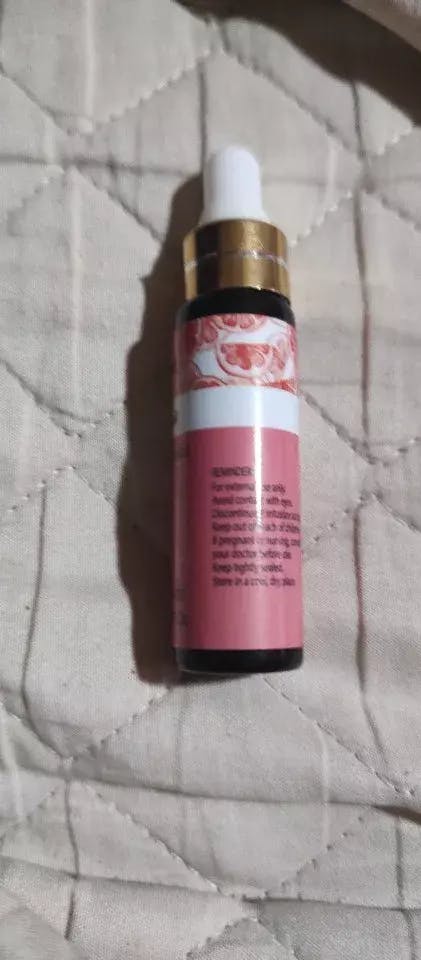 REMINDER
For external use only.
Avoid contact with eyes.
Discontinue if irritation
Keep out of reach of
If pregnant or nursing,
your doctor before
Keep tightly sealed.
Store in a cool, dry place.